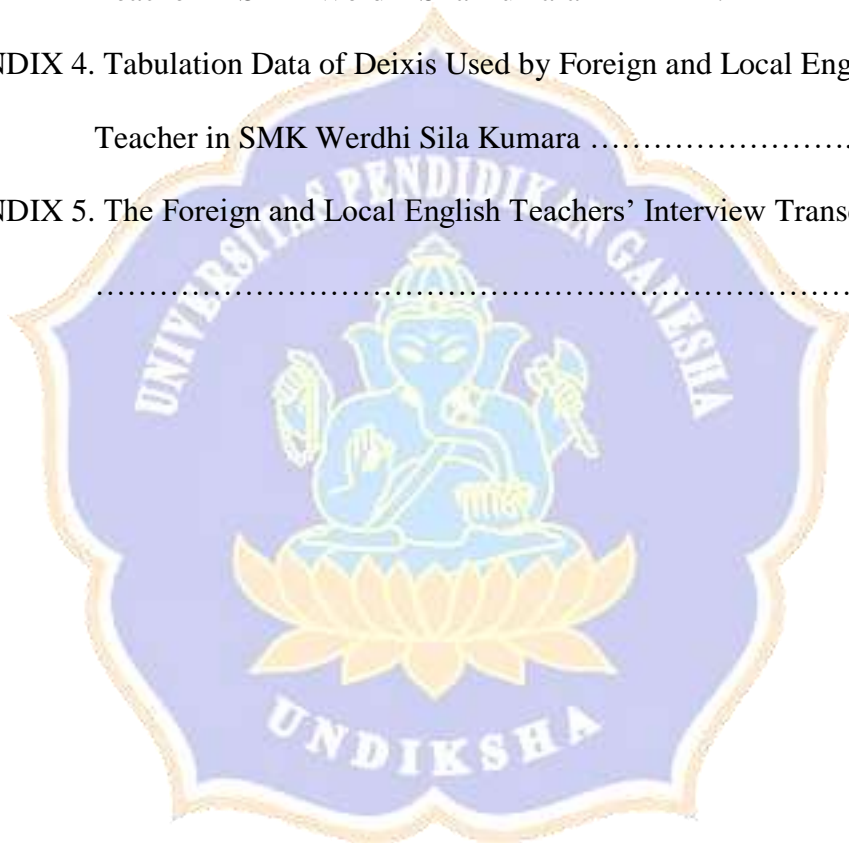 NDIX 4. Tabulation Data of Deixis Used by Foreign and Local Eng
Teacher in SMK Werdhi Sila Kumara ……………………..
NDIX 5. The Foreign and Local English Teachers’ Interview Trans
…………………………………………………………………
UNIVERSITAS PENDIDIKAN GANESHA
UNDIKSHA